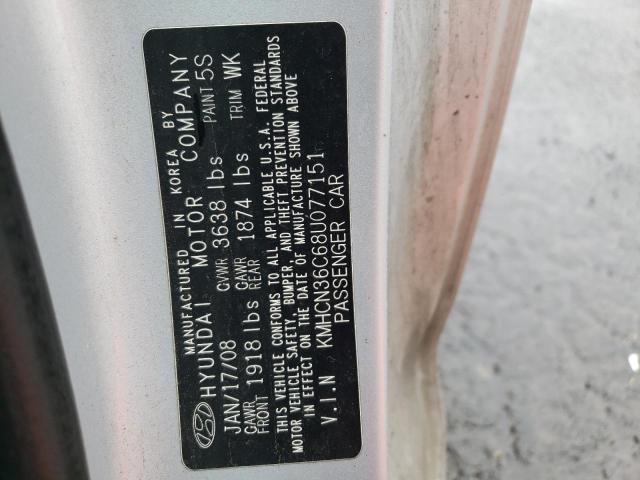 MANUFACTURED IN KOREA BY
HYUNDAI MOTOR COMPANY
JAN/17/08 GVWR 3638 lbs PAINT 5S
GAWR FRONT 1918 lbs GAWR REAR 1874 lbs TRIM WK
THIS VEHICLE CONFORMS TO ALL APPLICABLE U.S.A. FEDERAL
MOTOR VEHICLE SAFETY, BUMPER, AND THEFT PREVENTION STANDARDS
IN EFFECT ON THE DATE OF MANUFACTURE SHOWN ABOVE
V.I.N KMHCN36C68U077151
PASSENGER CAR